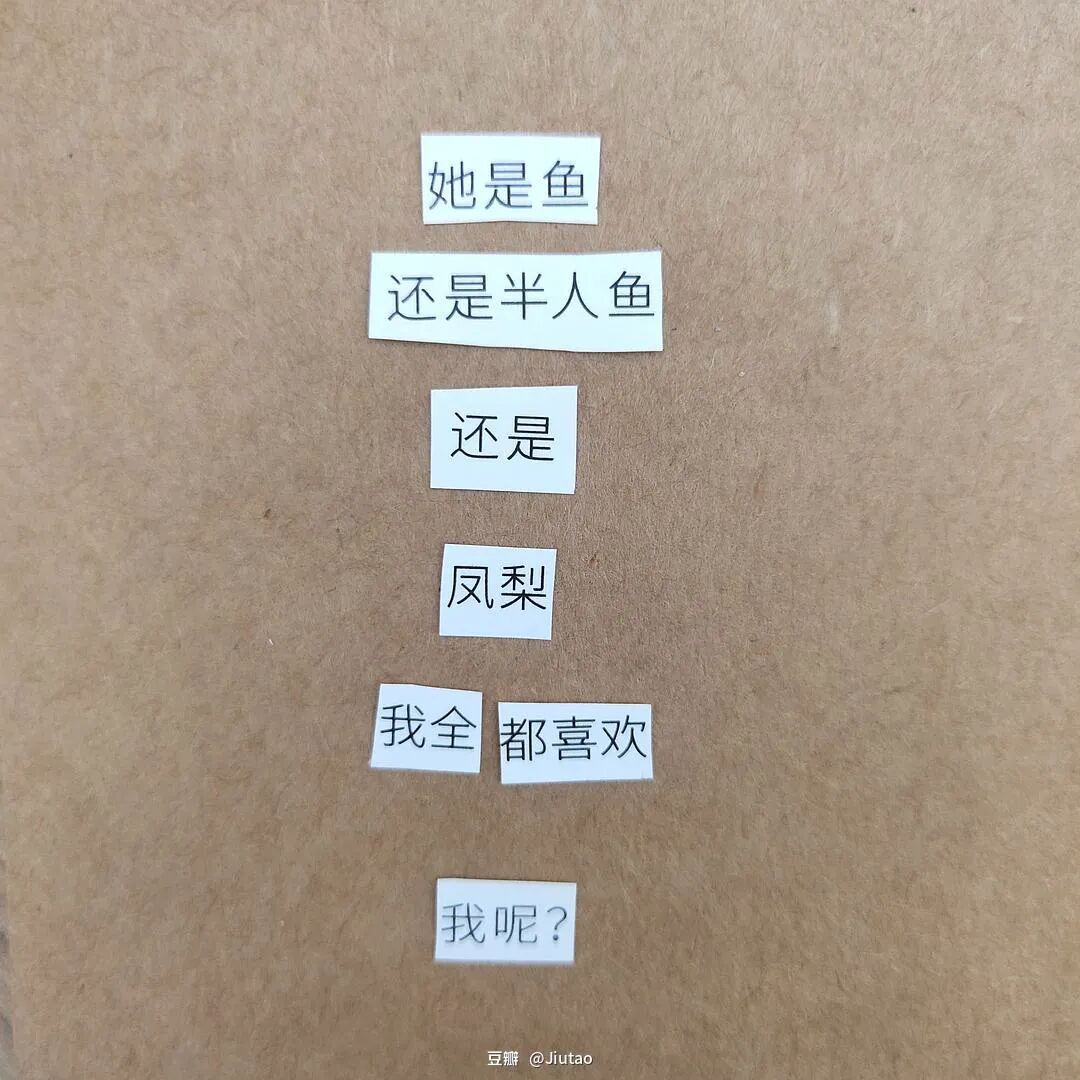 她是鱼
还是半人鱼
还是
凤梨
我全 都喜欢
我呢？
豆瓣 @Jiutao